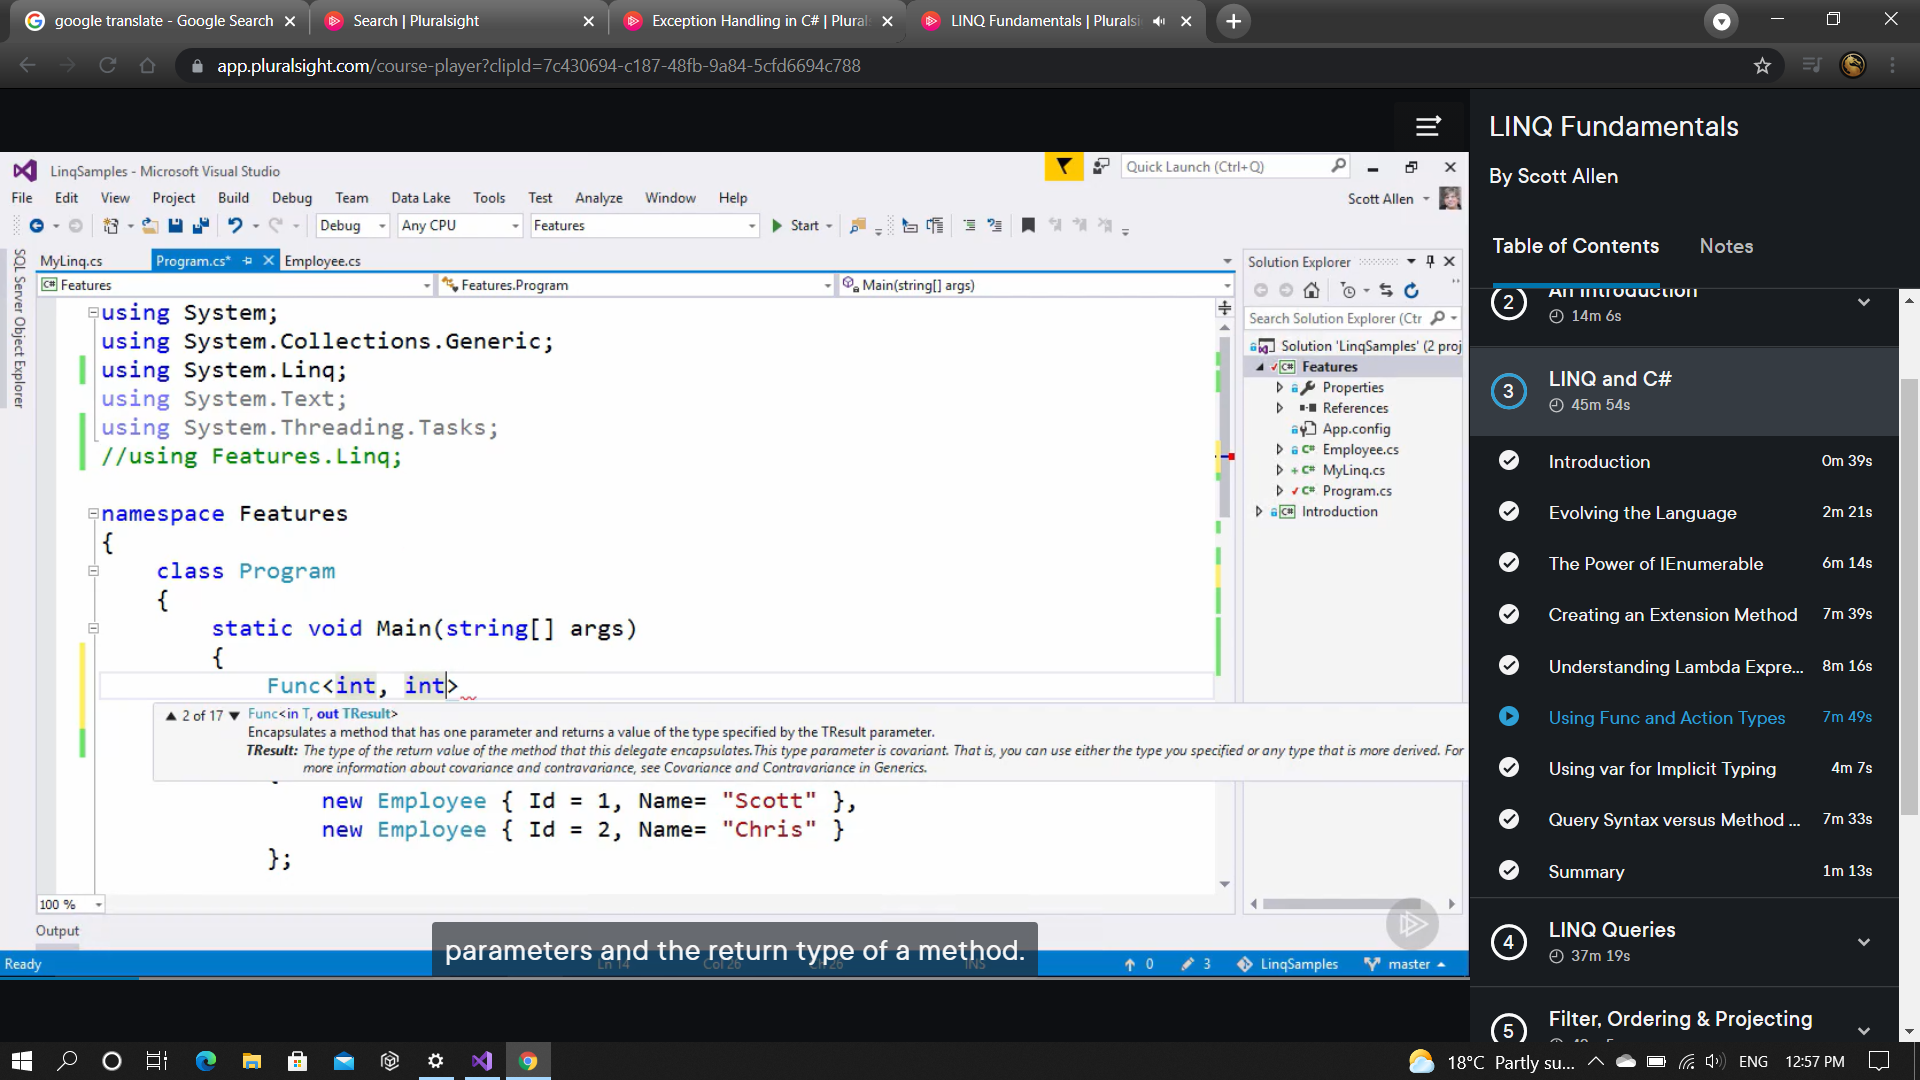 google translate - Google Search
Search | Pluralsight
Exception Handling in C# | Plural
LINQ Fundamentals | Pluralsi
app.pluralsight.com/course-player?clipId=7c430694-c187-48fb-9a84-5cfd6694c788
LinqSamples - Microsoft Visual Studio
Quick Launch (Ctrl+Q)
File Edit View Project Build Debug Team Data Lake Tools Test Analyze Window Help
Scott Allen
Debug Any CPU Features Start
SQL Server Object Explorer
MyLinq.cs Program.cs* Employee.cs
Features Features.Program Main(string[] args)
using System;
using System.Collections.Generic;
using System.Linq;
using System.Text;
using System.Threading.Tasks;
//using Features.Linq;
namespace Features
{
class Program
{
static void Main(string[] args)
{
Func<int, int>
2 of 17 Func<in T, out TResult>
Encapsulates a method that has one parameter and returns a value of the type specified by the TResult parameter.
TResult: The type of the return value of the method that this delegate encapsulates.This type parameter is covariant. That is, you can use either the type you specified or any type that is more derived. For
more information about covariance and contravariance, see Covariance and Contravariance in Generics.
new Employee { Id = 1, Name= "Scott" },
new Employee { Id = 2, Name= "Chris" }
};
100 %
Output
parameters and the return type of a method.
Ready Ln 14 INS 0 3 LinqSamples master
Solution Explorer
Search Solution Explorer (Ctr
Solution 'LinqSamples' (2 proj
Features
Properties
References
App.config
Employee.cs
MyLinq.cs
Program.cs
Introduction
LINQ Fundamentals
By Scott Allen
Table of Contents
Notes
2
An Introduction
14m 6s
3
LINQ and C#
45m 54s
Introduction 0m 39s
Evolving the Language 2m 21s
The Power of IEnumerable 6m 14s
Creating an Extension Method 7m 39s
Understanding Lambda Expre... 8m 16s
Using Func and Action Types 7m 49s
Using var for Implicit Typing 4m 7s
Query Syntax versus Method ... 7m 33s
Summary 1m 13s
4
LINQ Queries
37m 19s
5
Filter, Ordering & Projecting
18°C Partly su... ENG 12:57 PM